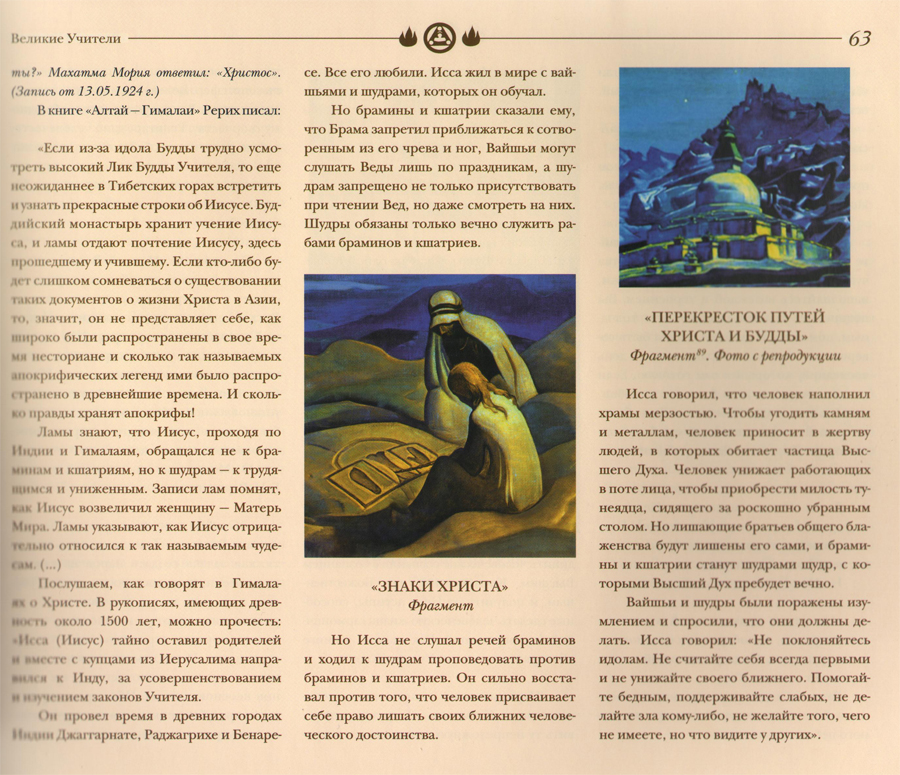 Великие Учители
63
ты?» Махатма Мория ответил: «Христос».
(Запись от 13.05.1924 г.)
В книге «Алтай – Гималаи» Рерих писал:
«Если из-за идола Будды трудно усмо-
треть высокий Лик Будды Учителя, то еще
неожиданнее в Тибетских горах встретить
и узнать прекрасные строки об Иисусе. Буд-
дийский монастырь хранит учение Иису-
са, и ламы отдают почтение Иисусу, здесь
прошедшему и учившему. Если кто-либо бу-
дет слишком сомневаться о существовании
таких документов о жизни Христа в Азии,
то, значит, он не представляет себе, как
широко были распространены в свое вре-
мя несториане и сколько так называемых
апокрифических легенд ими было распро-
странено в древнейшие времена. И сколь-
ко правды хранят апокрифы!
Ламы знают, что Иисус, проходя по
Индии и Гималаям, обращался не к бра-
минам и кшатриям, но к шудрам – к трудя-
щимся и униженным. Записи лам помнят,
как Иисус возвеличил женщину – Матерь
Мира. Ламы указывают, как Иисус отрица-
тельно относился к так называемым чуде-
сам. (...)
Послушаем, как говорят в Гимала-
ях о Христе. В рукописях, имеющих древ-
ность около 1500 лет, можно прочесть:
«Исса (Иисус) тайно оставил родителей
и вместе с купцами из Иерусалима напра-
вился к Инду, за усовершенствованием
и изучением законов Учителя.
Он провел время в древних городах
Индии Джаггарнате, Раджагрихе и Бенаре-
се. Все его любили. Исса жил в мире с вай-
шьями и шудрами, которых он обучал.
Но брамины и кшатрии сказали ему,
что Брама запретил приближаться к сотво-
ренным из его чрева и ног, Вайшьи могут
слушать Веды лишь по праздникам, а шу-
драм запрещено не только присутствовать
при чтении Вед, но даже смотреть на них.
Шудры обязаны только вечно служить ра-
бами браминов и кшатриев.
«ЗНАКИ ХРИСТА»
Фрагмент
Но Исса не слушал речей браминов
и ходил к шудрам проповедовать против
браминов и кшатриев. Он сильно восста-
вал против того, что человек присваивает
себе право лишать своих ближних челове-
ческого достоинства.
«ПЕРЕКРЕСТОК ПУТЕЙ
ХРИСТА И БУДДЫ»
Фрагмент⁸⁹. Фото с репродукции
Исса говорил, что человек наполнил
храмы мерзостью. Чтобы угодить камням
и металлам, человек приносит в жертву
людей, в которых обитает частица Выс-
шего Духа. Человек унижает работающих
в поте лица, чтобы приобрести милость ту-
неядца, сидящего за роскошно убранным
столом. Но лишающие братьев общего бла-
женства будут лишены его сами, и брами-
ны и кшатрии станут шудрами щудр, с ко-
торыми Высший Дух пребудет вечно.
Вайшьи и шудры были поражены изу-
млением и спросили, что они должны де-
лать. Исса говорил: «Не поклоняйтесь
идолам. Не считайте себя всегда первыми
и не унижайте своего ближнего. Помогай-
те бедным, поддерживайте слабых, не де-
лайте зла кому-либо, не желайте того, чего
не имеете, но что видите у других».